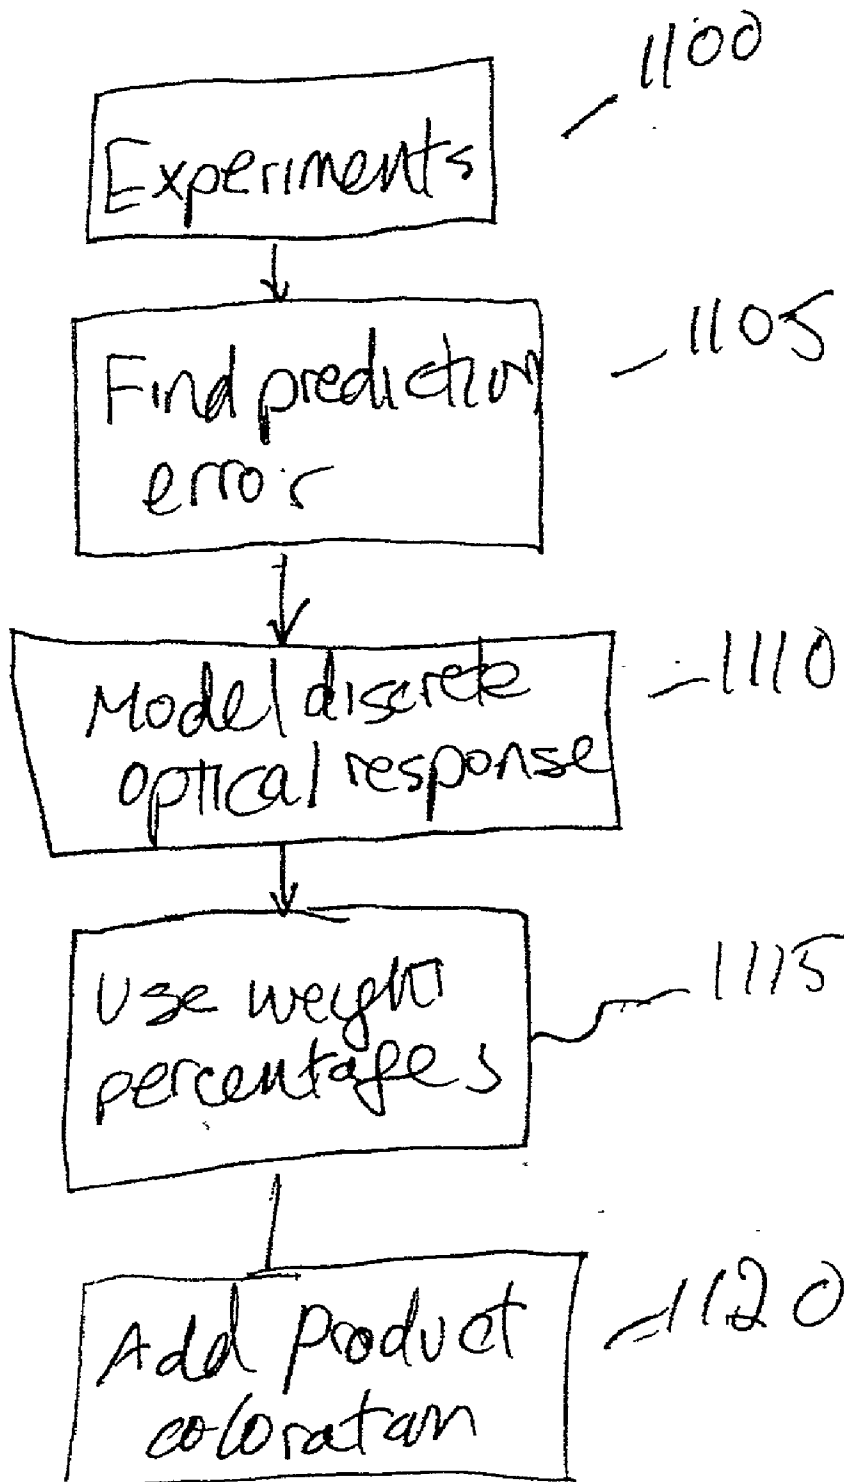 1100
Experiments
1105
Find prediction
error
1110
Model discrete
optical response
1115
Use weight
percentages
1120
Add product
coloration